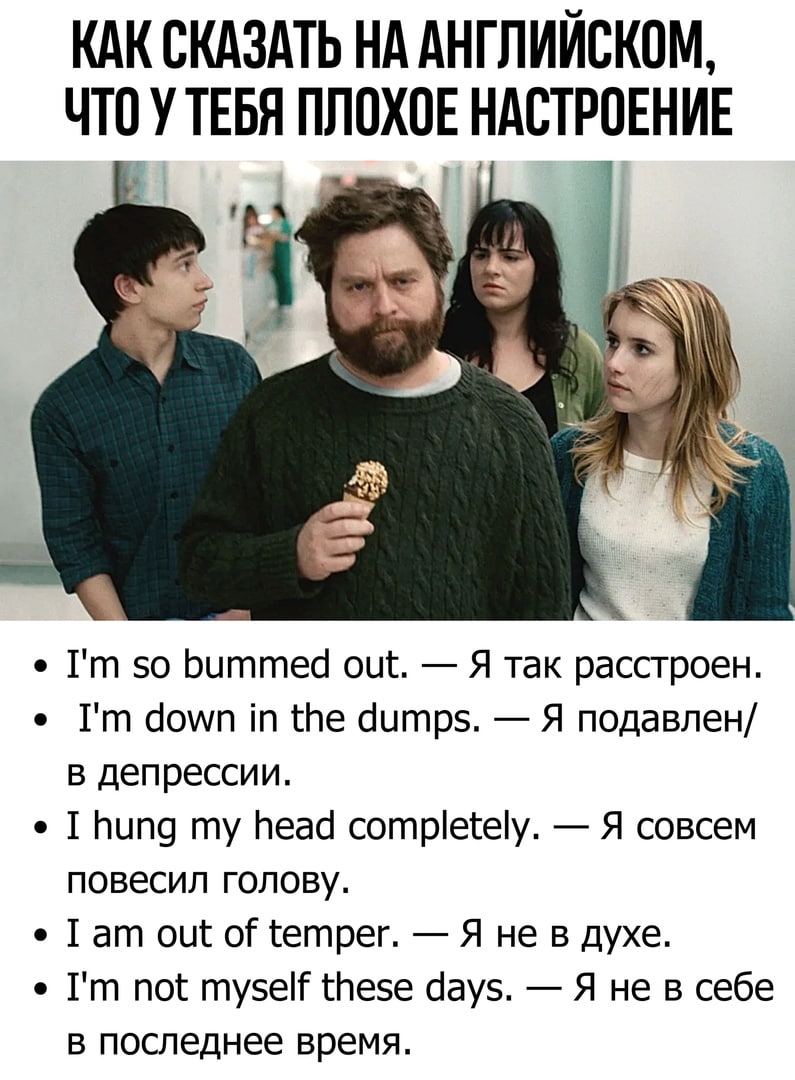 КАК СКАЗАТЬ НА АНГЛИЙСКОМ,
ЧТО У ТЕБЯ ПЛОХОЕ НАСТРОЕНИЕ
• I'm so bummed out. — Я так расстроен.
• I'm down in the dumps. — Я подавлен/
в депрессии.
• I hung my head completely. — Я совсем
повесил голову.
• I am out of temper. — Я не в духе.
• I'm not myself these days. — Я не в себе
в последнее время.